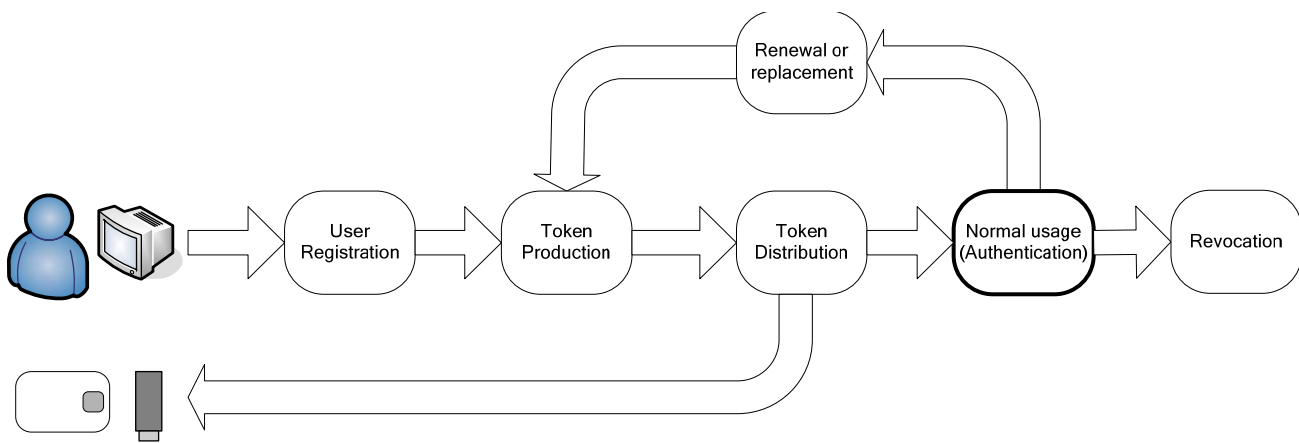 Renewal or
replacement
User
Registration
Token
Production
Token
Distribution
Normal usage
(Authentication)
Revocation